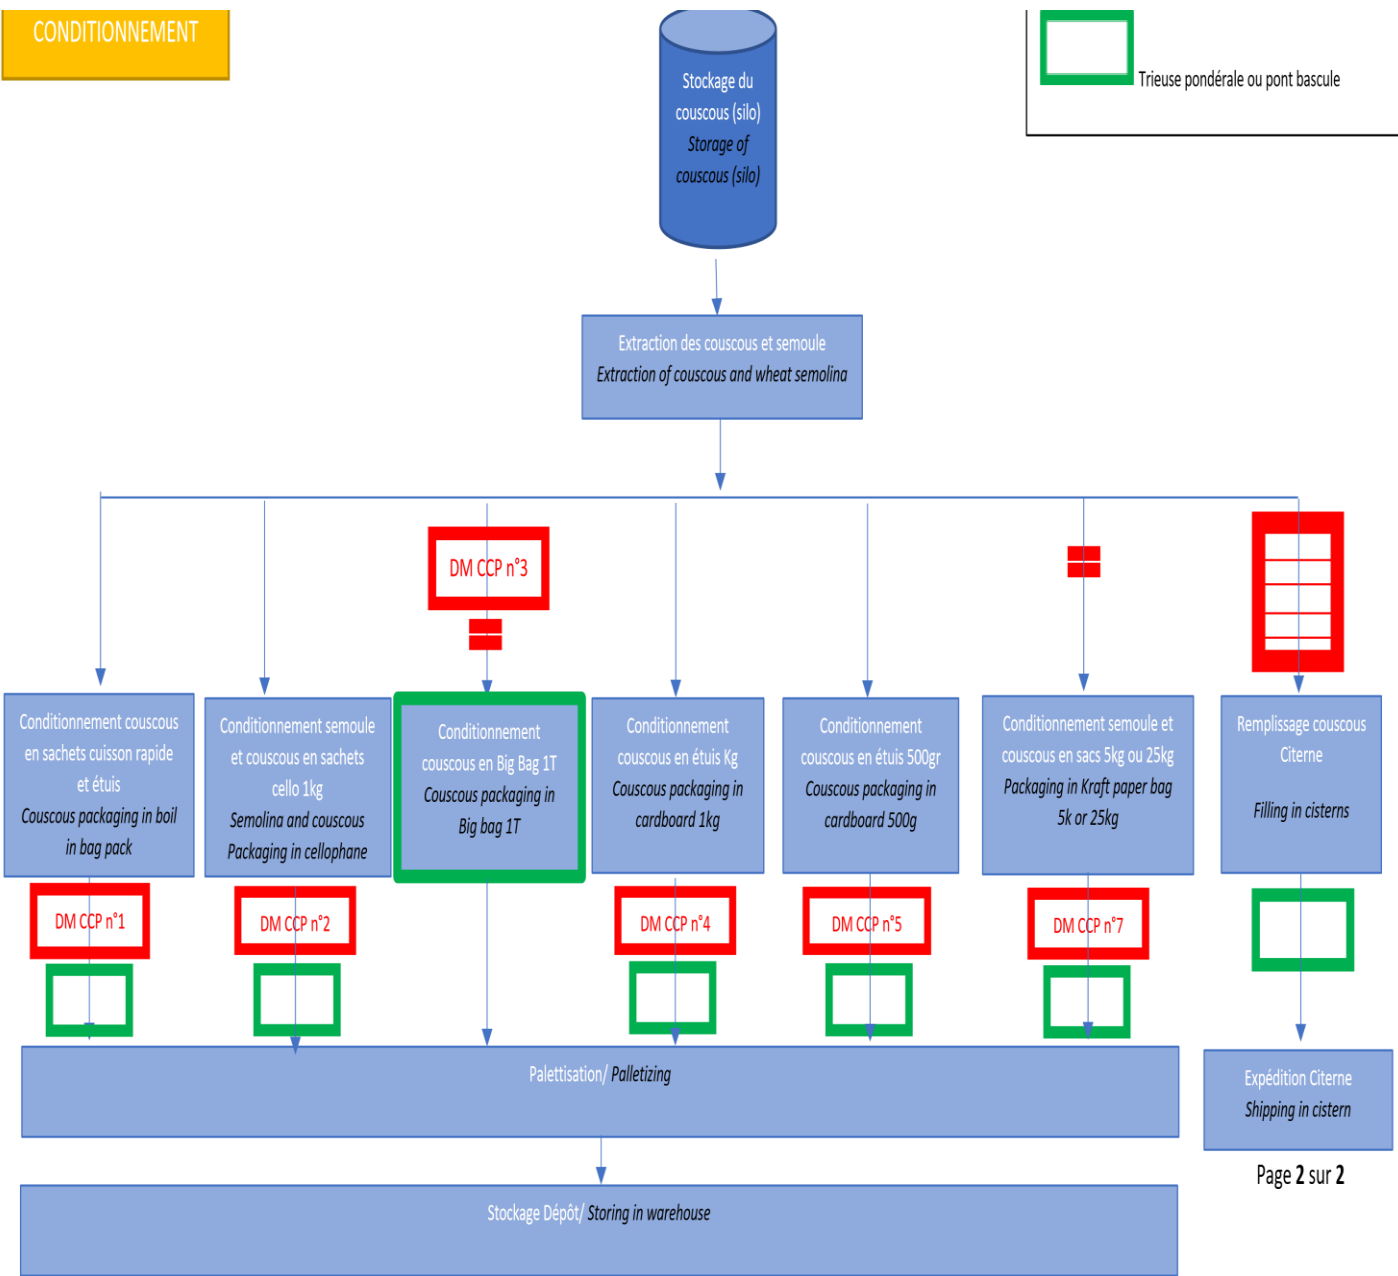 CONDITIONNEMENT
Trieuse pondérale ou pont bascule
Stockage du
couscous (silo)
Storage of
couscous (silo)
Extraction des couscous et semoule
Extraction of couscous and wheat semolina
DM CCP n°3
Conditionnement couscous
en sachets cuisson rapide
et étuis
Couscous packaging in boil
in bag pack
Conditionnement semoule
et couscous en sachets
cello 1kg
Semolina and couscous
Packaging in cellophane
Conditionnement
couscous en Big Bag 1T
Couscous packaging in
Big bag 1T
Conditionnement
couscous en étuis Kg
Couscous packaging in
cardboard 1kg
Conditionnement
couscous en étuis 500gr
Couscous packaging in
cardboard 500g
Conditionnement semoule et
couscous en sacs 5kg ou 25kg
Packaging in Kraft paper bag
5k or 25kg
Remplissage couscous
Citerne
Filling in cisterns
DM CCP n°1
DM CCP n°2
DM CCP n°4
DM CCP n°5
DM CCP n°7
Palettisation/ Palletizing
Expédition Citerne
Shipping in cistern
Page 2 sur 2
Stockage Dépôt/ Storing in warehouse